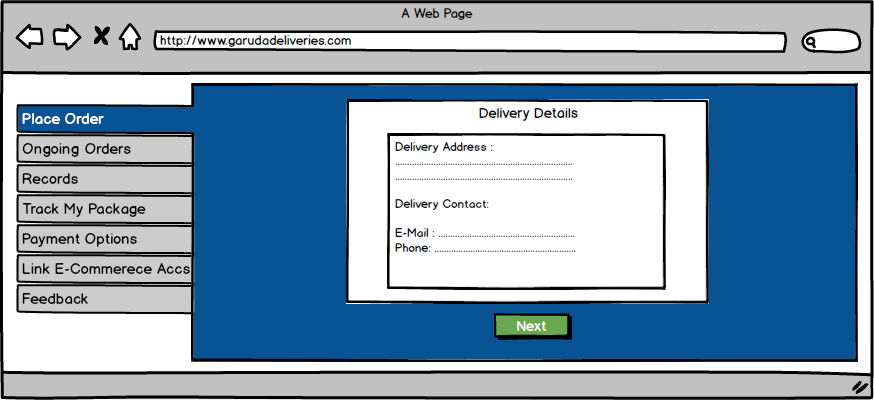 A Web Page
http://www.garudadeliveries.com
Place Order
Ongoing Orders
Records
Track My Package
Payment Options
Link E-Commerece Accs
Feedback
Delivery Details
Delivery Address :
................................................................................
................................................................................
Delivery Contact:
E-Mail : .............................................................
Phone: ...............................................................
Next